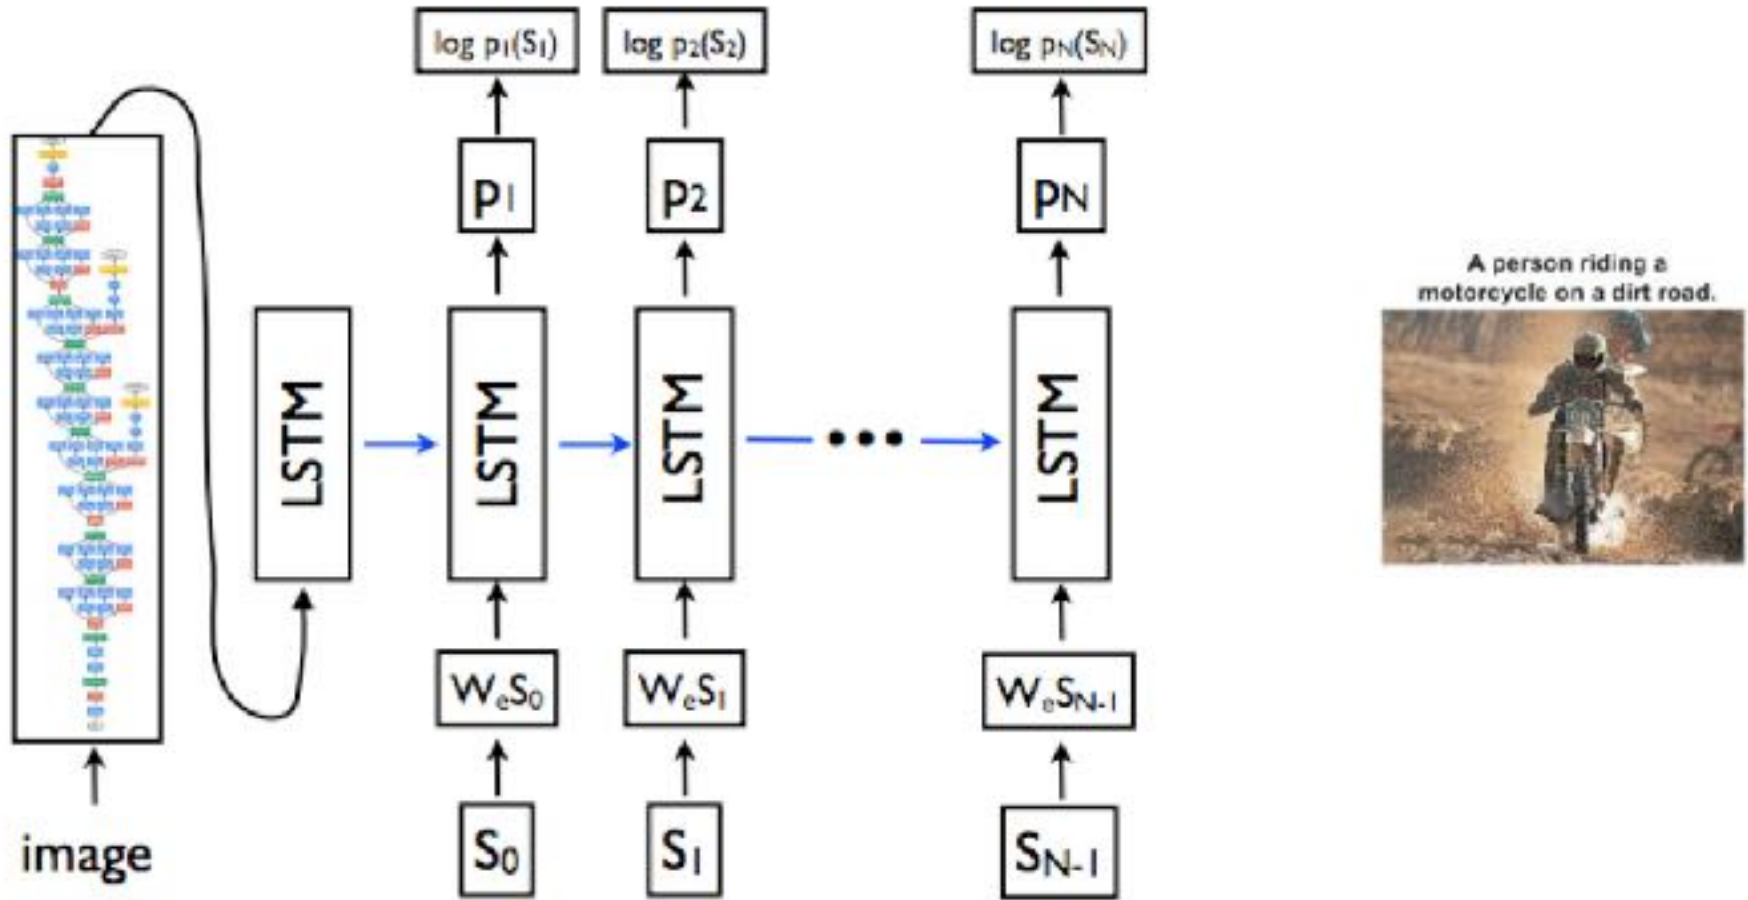 log p₁(S₁) log p₂(S₂) log pN(SN)
p₁ p₂ pN
A person riding a
motorcycle on a dirt road.
LSTM LSTM LSTM LSTM
WeS₀ WeS₁ WeSN-1
image S₀ S₁ SN-1